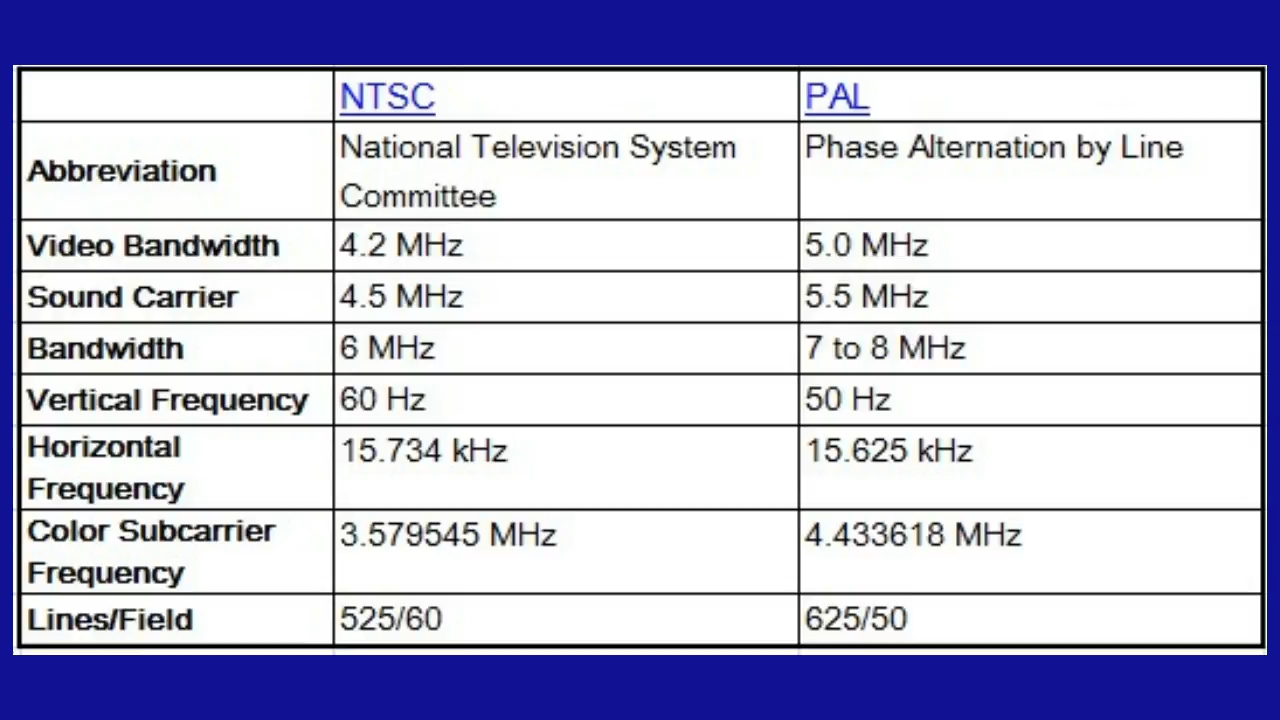 NTSC PAL
Abbreviation National Television System Phase Alternation by Line
Committee
Video Bandwidth 4.2 MHz 5.0 MHz
Sound Carrier 4.5 MHz 5.5 MHz
Bandwidth 6 MHz 7 to 8 MHz
Vertical Frequency 60 Hz 50 Hz
Horizontal 15.734 kHz 15.625 kHz
Frequency
Color Subcarrier 3.579545 MHz 4.433618 MHz
Frequency
Lines/Field 525/60 625/50